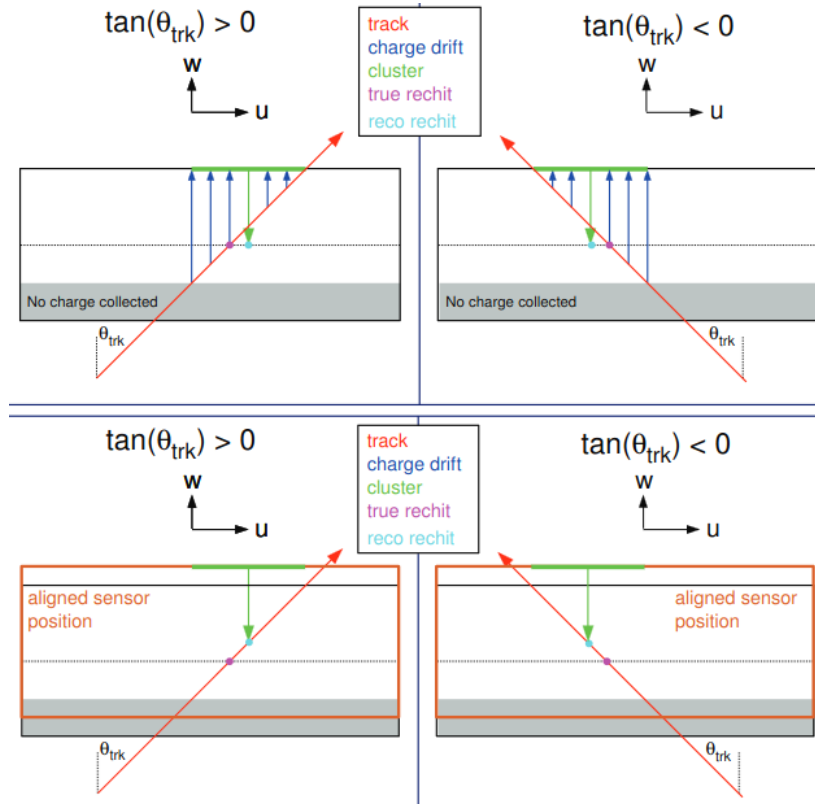 tan(θtrk) > 0
track
charge drift
cluster
true rechit
reco rechit
tan(θtrk) < 0
w
u
w
u
No charge collected
θtrk
No charge collected
θtrk
tan(θtrk) > 0
track
charge drift
cluster
true rechit
reco rechit
tan(θtrk) < 0
w
u
w
u
aligned sensor
position
aligned sensor
position
θtrk
θtrk